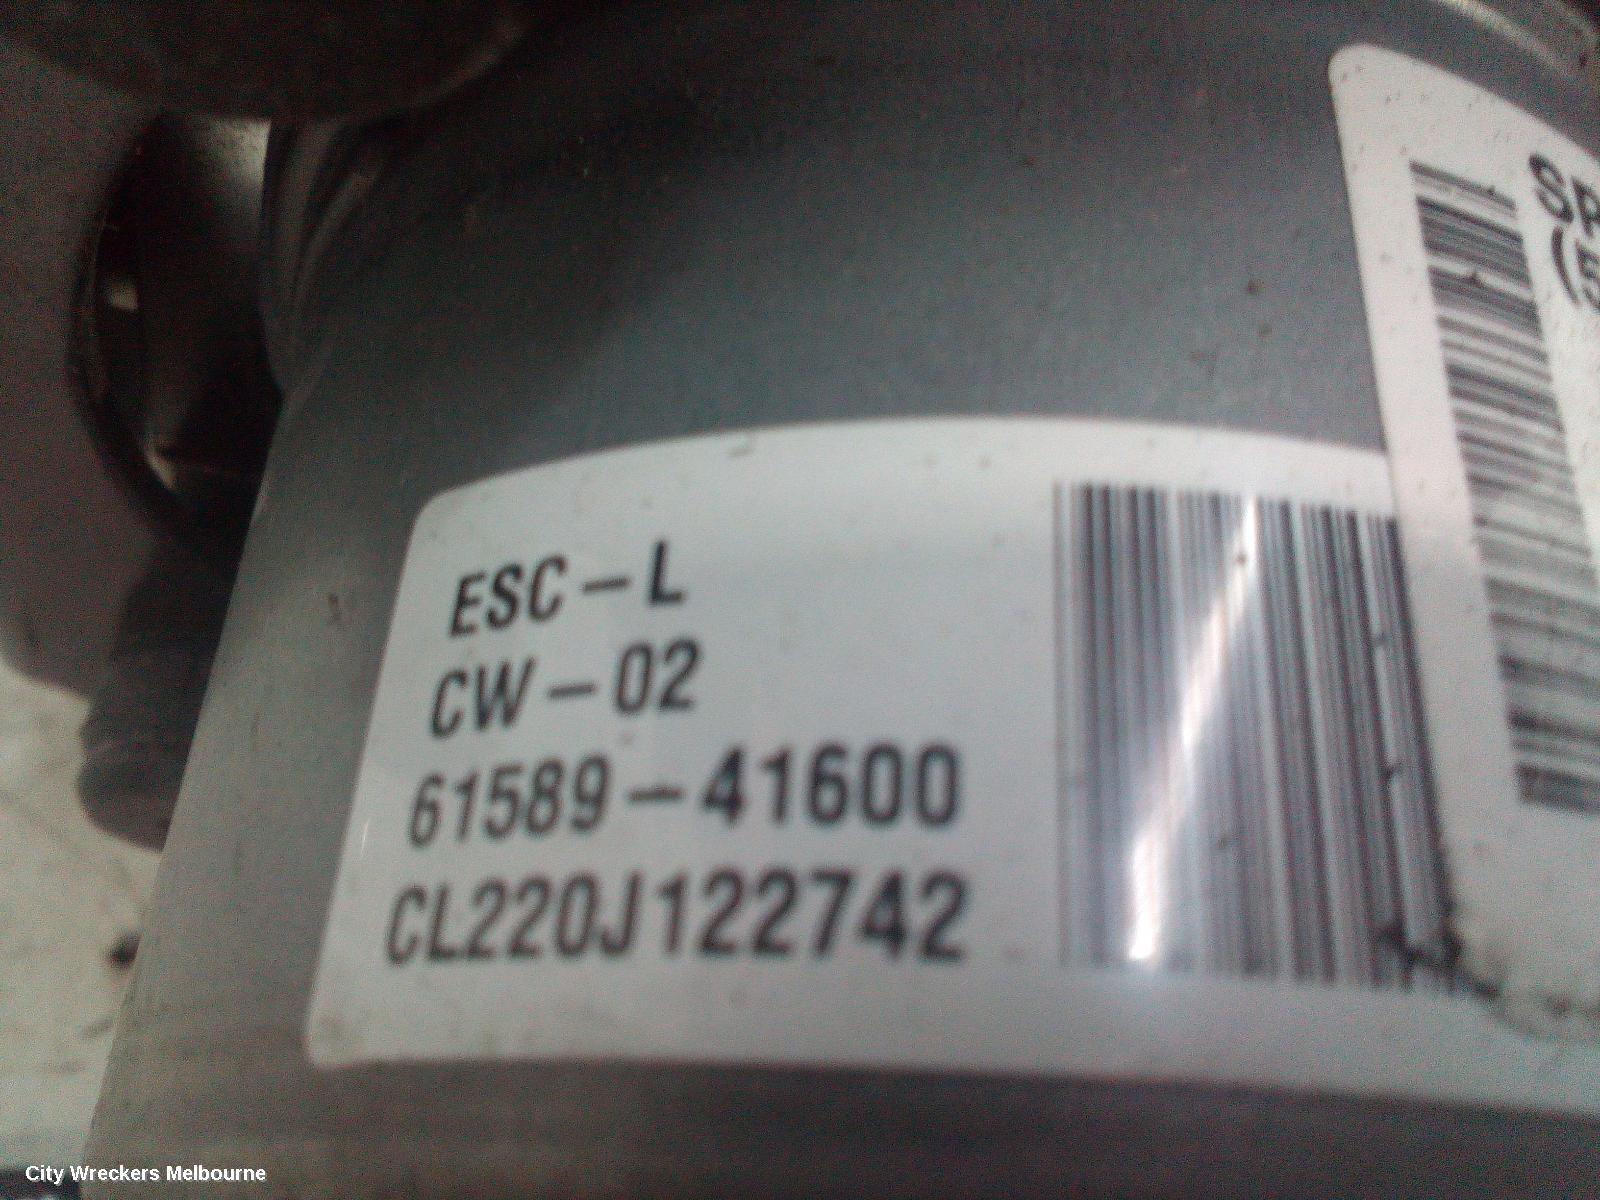 ESC-L
CW-02
61589-41600
CL220J122742
City Wreckers Melbourne